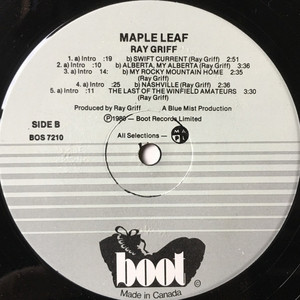 MAPLE LEAF
RAY GRIFF
1. a) Intro :19 b) SWIFT CURRENT (Ray Griff) 2:51
2. a) Intro :10 b) ALBERTA, MY ALBERTA (Ray Griff) 3:36
3. a) Intro :14 b) MY ROCKY MOUNTAIN HOME 2:35
(Ray Griff)
4. a) Intro :25 b) NASHVILLE (Ray Griff) 2:35
5. a) Intro :11 THE LAST OF THE WINFIELD AMATEURS 3:30
(Ray Griff)
Produced by Ray Griff A Blue Mist Production
SIDE B
BOS 7210
Ⓟ1980 — Boot Records Limited
All Selections —
M A
P L
boot
©
Made in Canada